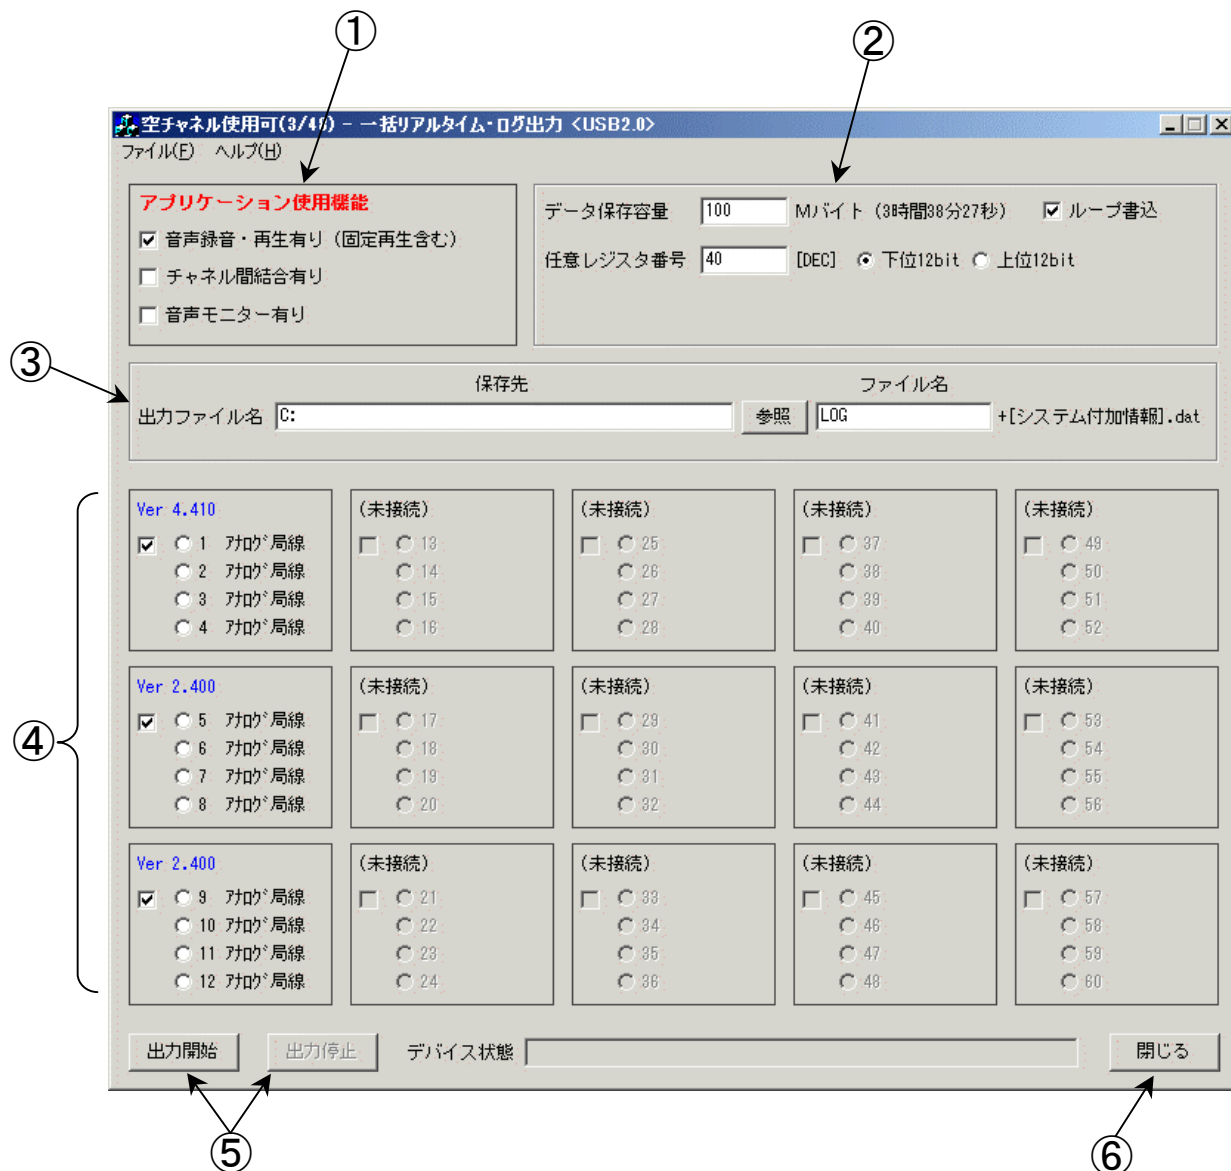 ①
②
空チャネル使用可(3/48) - 一括リアルタイム・ログ出力 <USB2.0>
ファイル(F) ヘルプ(H)
アプリケーション使用機能
音声録音・再生有り (固定再生含む)
チャネル間結合有り
音声モニター有り
データ保存容量 100 Mバイト (3時間38分27秒) ループ書込
任意レジスタ番号 40 [DEC] 下位12bit 上位12bit
③
保存先 ファイル名
出力ファイル名 C: 参照 LOG +[システム付加情報].dat
④
Ver 4.410
1 アナログ局線
2 アナログ局線
3 アナログ局線
4 アナログ局線
(未接続)
13
14
15
16
(未接続)
25
26
27
28
(未接続)
37
38
39
40
(未接続)
49
50
51
52
Ver 2.400
5 アナログ局線
6 アナログ局線
7 アナログ局線
8 アナログ局線
(未接続)
17
18
19
20
(未接続)
29
30
31
32
(未接続)
41
42
43
44
(未接続)
53
54
55
56
Ver 2.400
9 アナログ局線
10 アナログ局線
11 アナログ局線
12 アナログ局線
(未接続)
21
22
23
24
(未接続)
33
34
35
36
(未接続)
45
46
47
48
(未接続)
57
58
59
60
出力開始 出力停止 デバイス状態 閉じる
⑤
⑥